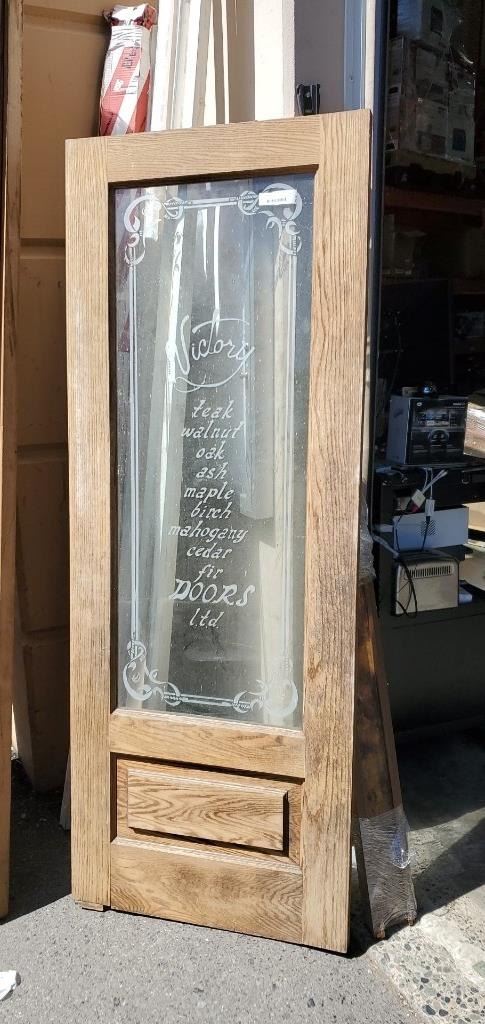 Victory
teak
walnut
oak
ash
maple
birch
mahogany
cedar
fir
DOORS
ltd.